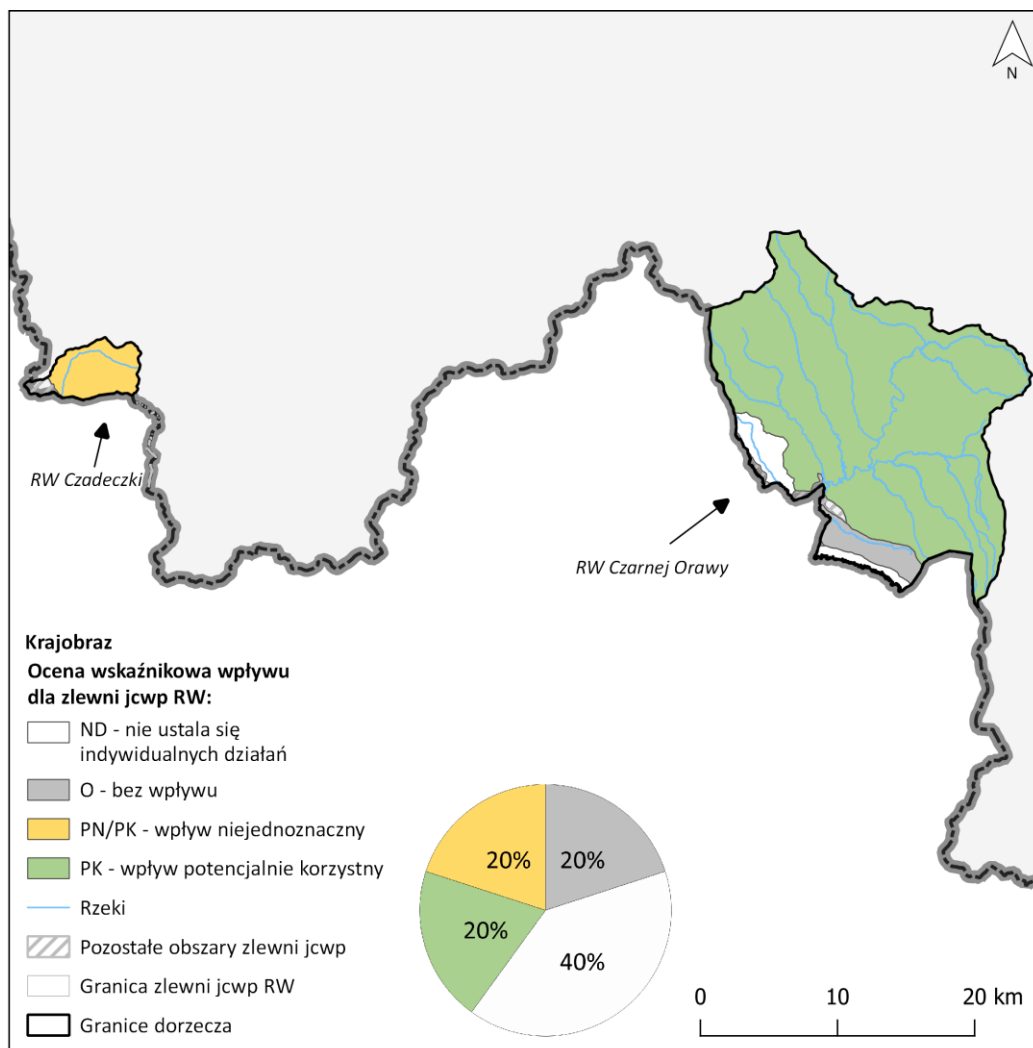 N
RW Czadeczki
RW Czarnej Orawy
Krajobraz
Ocena wskaźnikowa wpływu
dla zlewni jcwp RW:
ND - nie ustala się
indywidualnych działań
O - bez wpływu
PN/PK - wpływ niejednoznaczny
PK - wpływ potencjalnie korzystny
Rzeki
Pozostałe obszary zlewni jcwp
Granica zlewni jcwp RW
Granice dorzecza
20%
20%
20%
40%
0
10
20 km